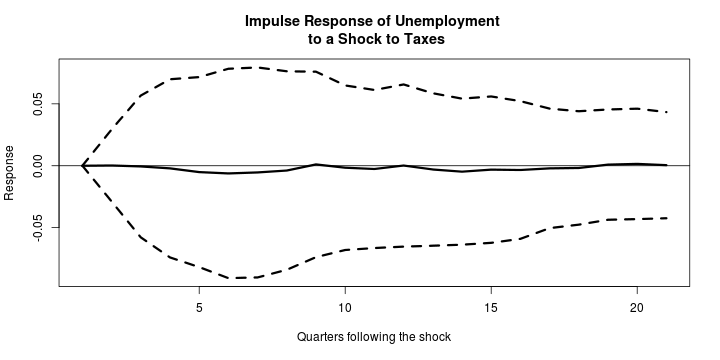 Impulse Response of Unemployment
to a Shock to Taxes
Response
0.05
0.00
-0.05
5 10 15 20
Quarters following the shock